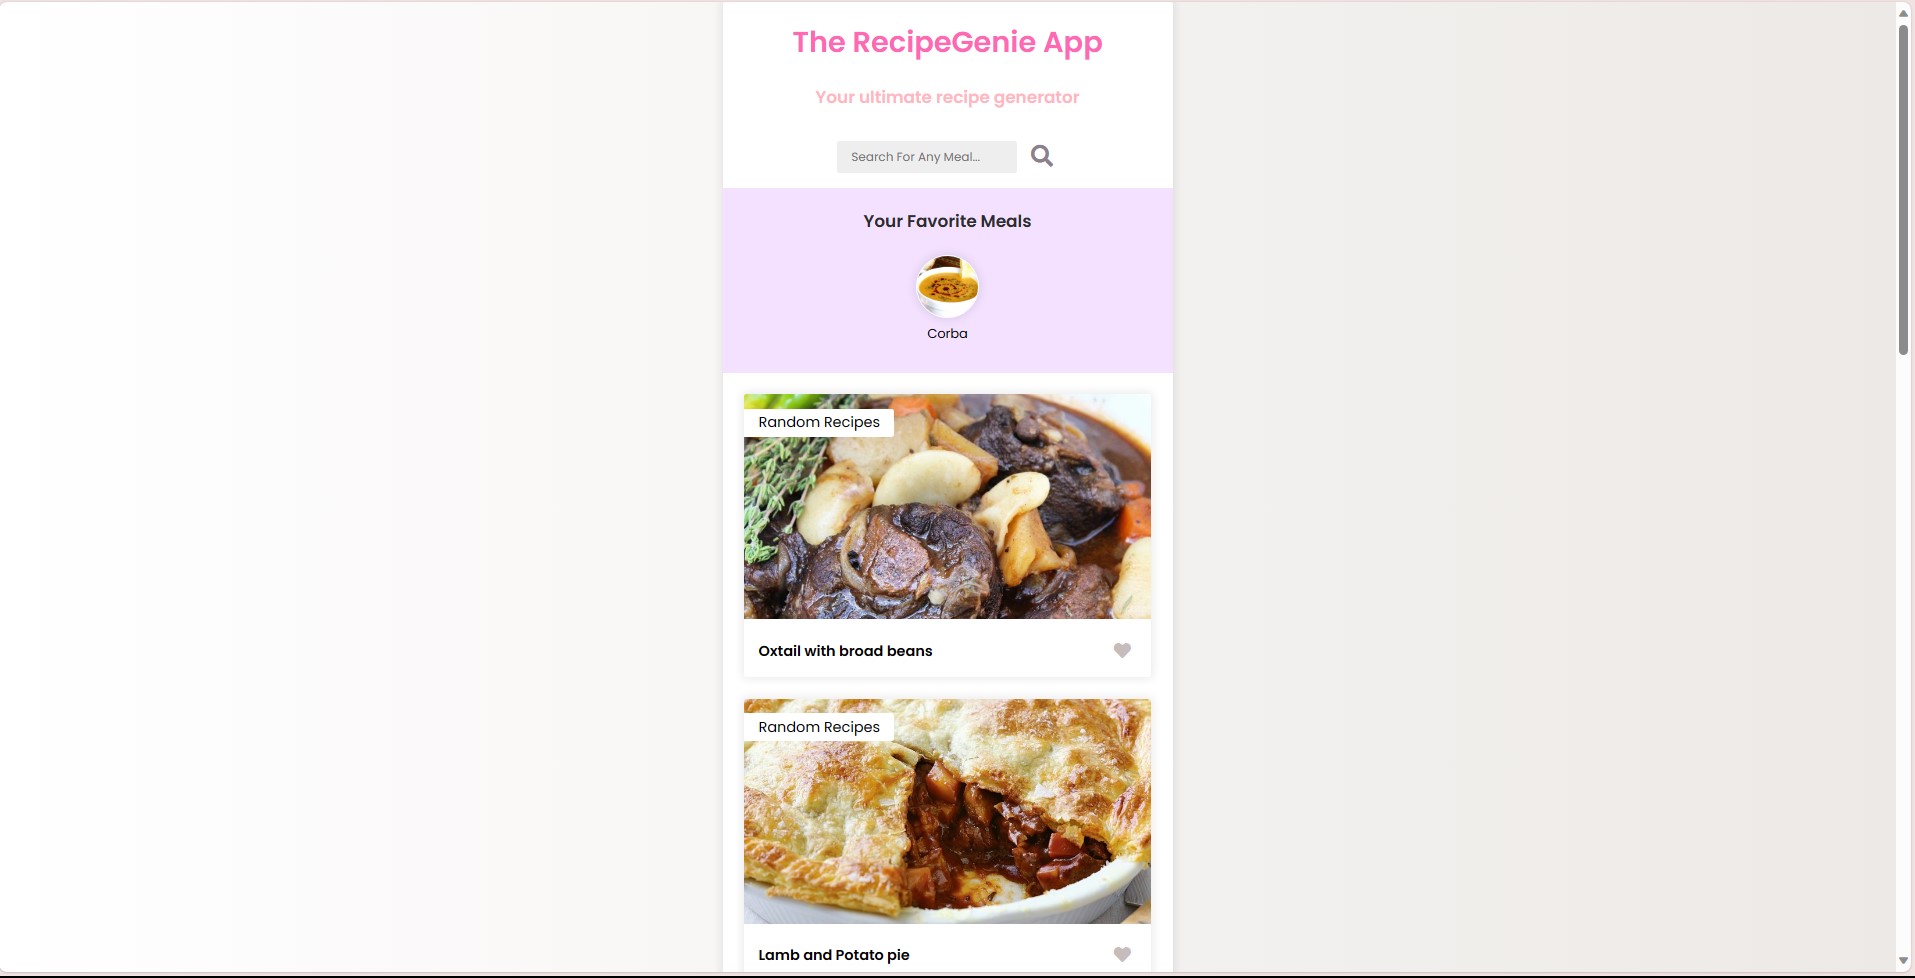 The RecipeGenie App
Your ultimate recipe generator
Search For Any Meal...
Your Favorite Meals
Corba
Random Recipes
Oxtail with broad beans
Random Recipes
Lamb and Potato pie